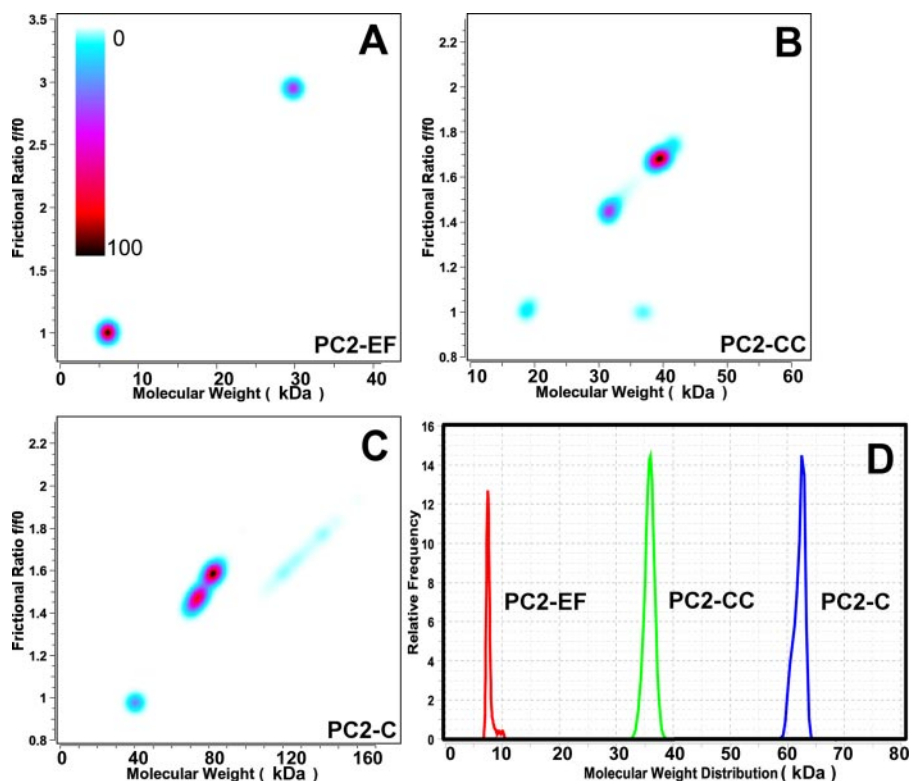 A
3.5
3
2.5
2
1.5
1
Frictional Ratio f/f0
0
100
PC2-EF
0 10 20 30 40
Molecular Weight ( kDa )
B
2.2
2
1.8
1.6
1.4
1.2
1
0.8
Frictional Ratio f/f0
PC2-CC
10 20 30 40 50 60
Molecular Weight ( kDa )
C
2.2
2
1.8
1.6
1.4
1.2
1
0.8
Frictional Ratio f/f0
PC2-C
0 40 80 120 160
Molecular Weight ( kDa )
D
16
14
12
10
8
6
4
2
0
Relative Frequency
PC2-EF PC2-CC PC2-C
0 10 20 30 40 50 60 70 80
Molecular Weight Distribution ( kDa )